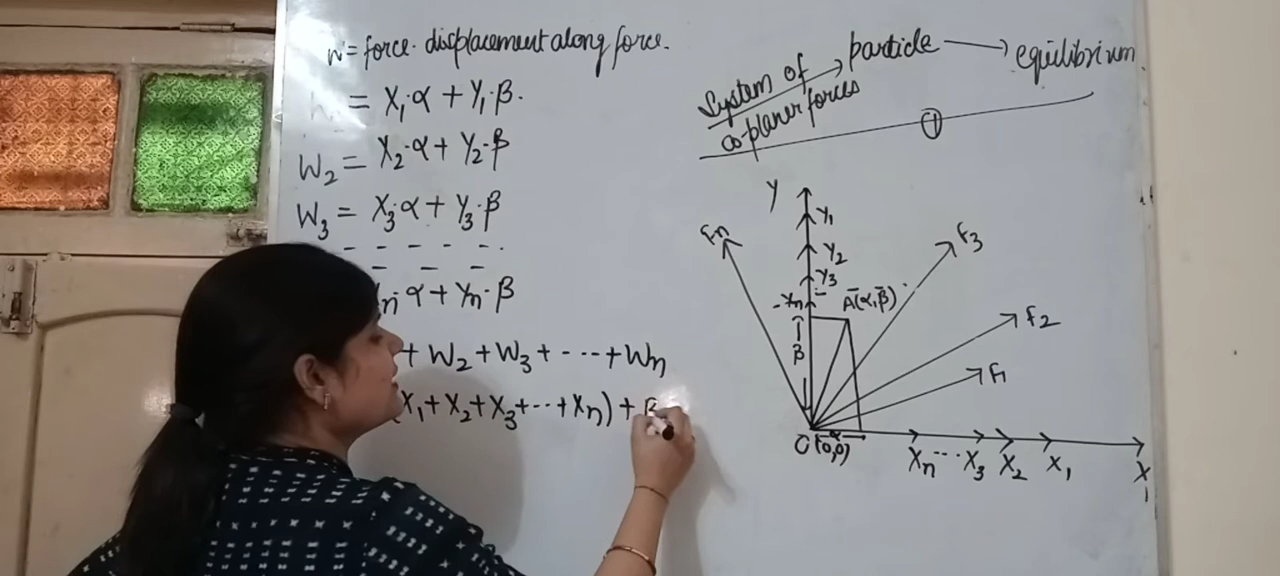 W = force. displacement along force.
= X₁.α + Y₁.β.
W₂ = X₂.α + Y₂.β
W₃ = X₃.α + Y₃.β
- - - - - .
- - -
n.α + Yn.β
+ W₂ + W₃ + ---- + Wn
(X₁ + X₂ + X₃ + --- + Xn) + β
System of
co-planer forces
particle → equilibrium
Y
Y₁
Y₂
Y₃
- Yn -
A(α,β)
β
Fn
F₃
F₂
F₁
O (0,0)
α
Xn --- X₃ X₂ X₁ X